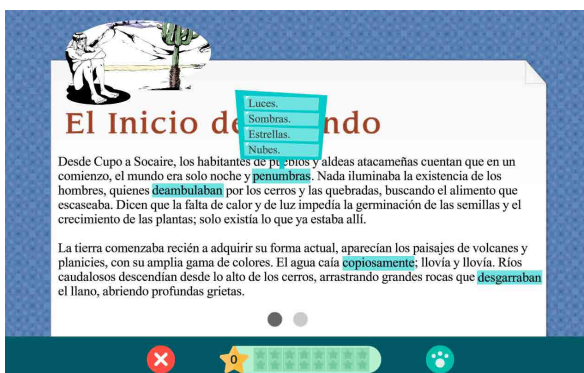 Luces.
Sombras.
Estrellas.
Nubes.
El Inicio de ndo
Desde Cupo a Socaire, los habitantes de pueblos y aldeas atacameñas cuentan que en un
comienzo, el mundo era solo noche y penumbras. Nada iluminaba la existencia de los
hombres, quienes deambulaban por los cerros y las quebradas, buscando el alimento que
escaseaba. Dicen que la falta de calor y de luz impedía la germinación de las semillas y el
crecimiento de las plantas; solo existía lo que ya estaba allí.
La tierra comenzaba recién a adquirir su forma actual, aparecían los paisajes de volcanes y
planicies, con su amplia gama de colores. El agua caía copiosamente; llovía y llovía. Ríos
caudalosos descendían desde lo alto de los cerros, arrastrando grandes rocas que desgarraban
el llano, abriendo profundas grietas.
0